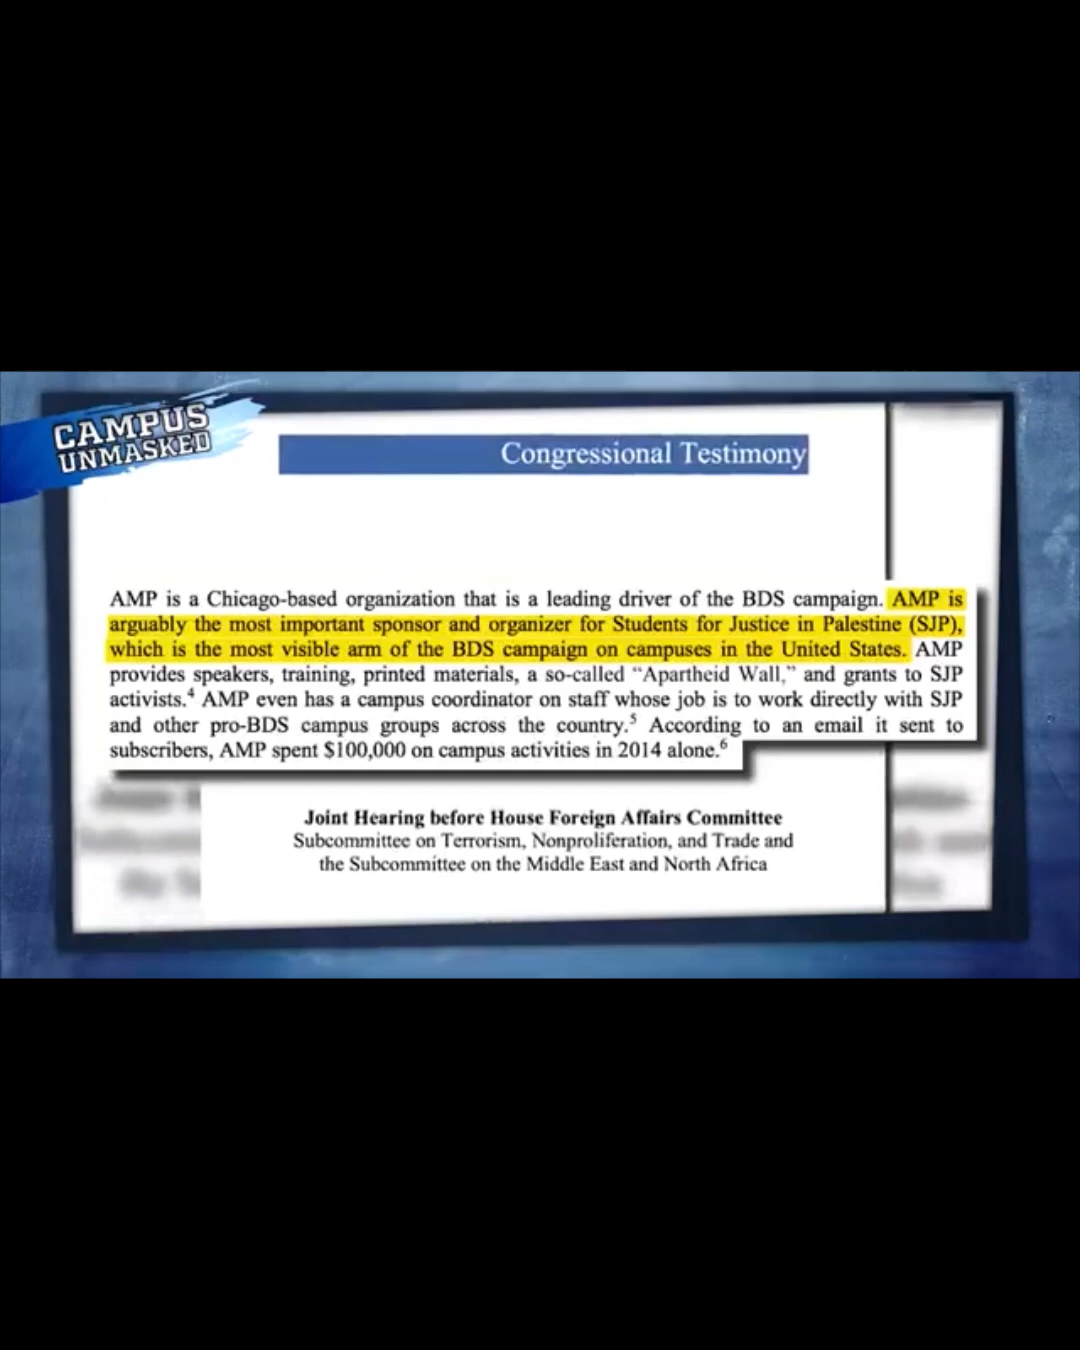 CAMPUS
UNMASKED
Congressional Testimony
AMP is a Chicago-based organization that is a leading driver of the BDS campaign. AMP is
arguably the most important sponsor and organizer for Students for Justice in Palestine (SJP),
which is the most visible arm of the BDS campaign on campuses in the United States. AMP
provides speakers, training, printed materials, a so-called “Apartheid Wall,” and grants to SJP
activists.⁴ AMP even has a campus coordinator on staff whose job is to work directly with SJP
and other pro-BDS campus groups across the country.⁵ According to an email it sent to
subscribers, AMP spent $100,000 on campus activities in 2014 alone.⁶
Joint Hearing before House Foreign Affairs Committee
Subcommittee on Terrorism, Nonproliferation, and Trade and
the Subcommittee on the Middle East and North Africa